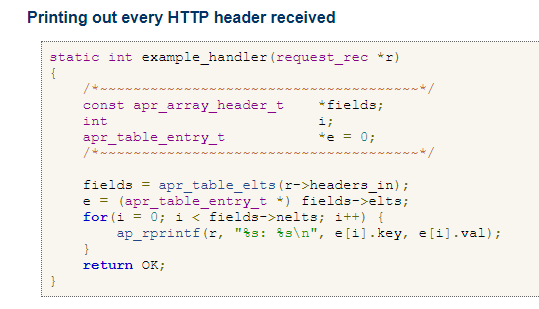 Printing out every HTTP header received
static int example_handler(request_rec *r)
{
    /*~~~~~~~~~~~~~~~~~~~~~~~~~~~~~~~~~~~~~~~~*/
    const apr_array_header_t    *fields;
    int                         i;
    apr_table_entry_t           *e = 0;
    /*~~~~~~~~~~~~~~~~~~~~~~~~~~~~~~~~~~~~~~~~*/

    fields = apr_table_elts(r->headers_in);
    e = (apr_table_entry_t *) fields->elts;
    for(i = 0; i < fields->nelts; i++) {
        ap_rprintf(r, "%s: %s\n", e[i].key, e[i].val);
    }
    return OK;
}